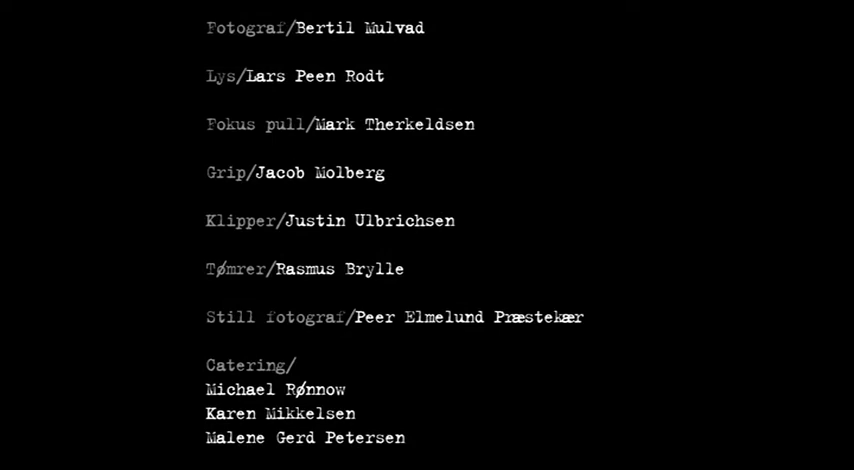 Fotograf/Bertil Mulvad
Lys/Lars Peen Rodt
Fokus pull/Mark Therkeldsen
Grip/Jacob Molberg
Klipper/Justin Ulbrichsen
Tømrer/Rasmus Brylle
Still fotograf/Peer Elmelund Præstekær
Catering/
Michael Rønnow
Karen Mikkelsen
Malene Gerd Petersen